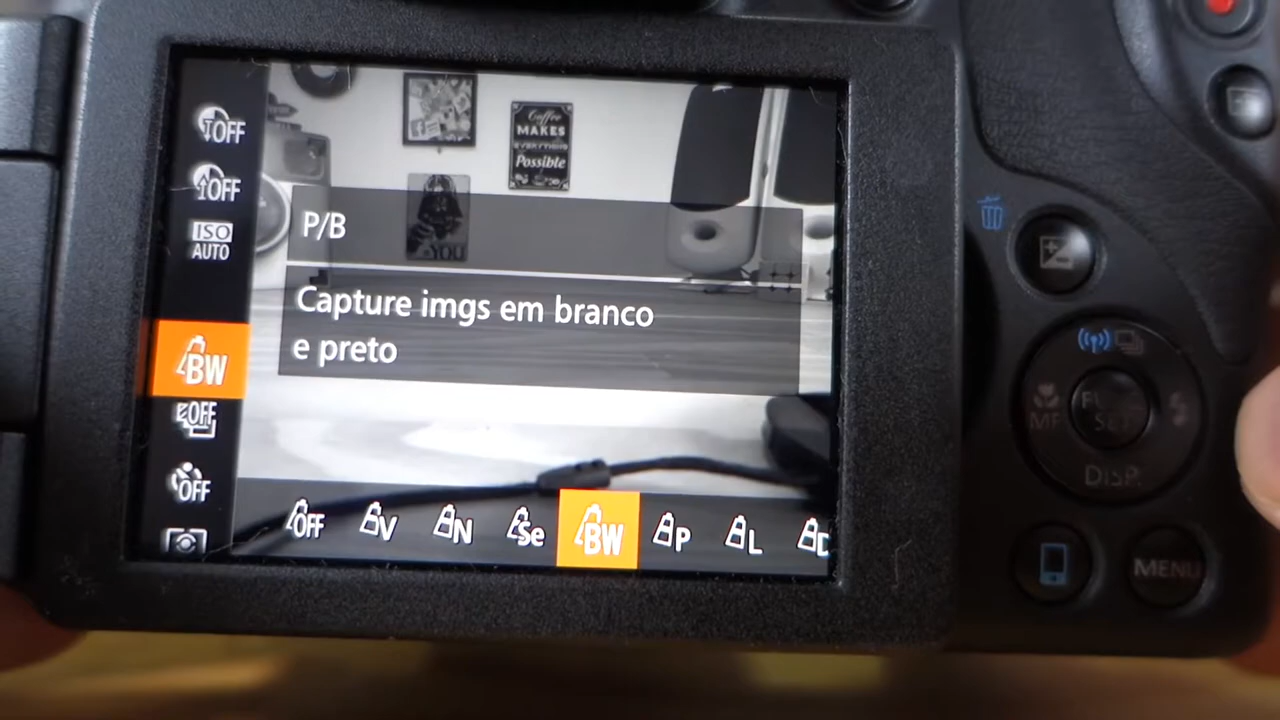 OFF
OFF
ISO
AUTO
BW
OFF
OFF
Coffee
MAKES
EVERYTHING
Possible
YOU
P/B
Capture imgs em branco
e preto
OFF
V
N
Se
BW
P
L
D
MF
DISP.
MENU